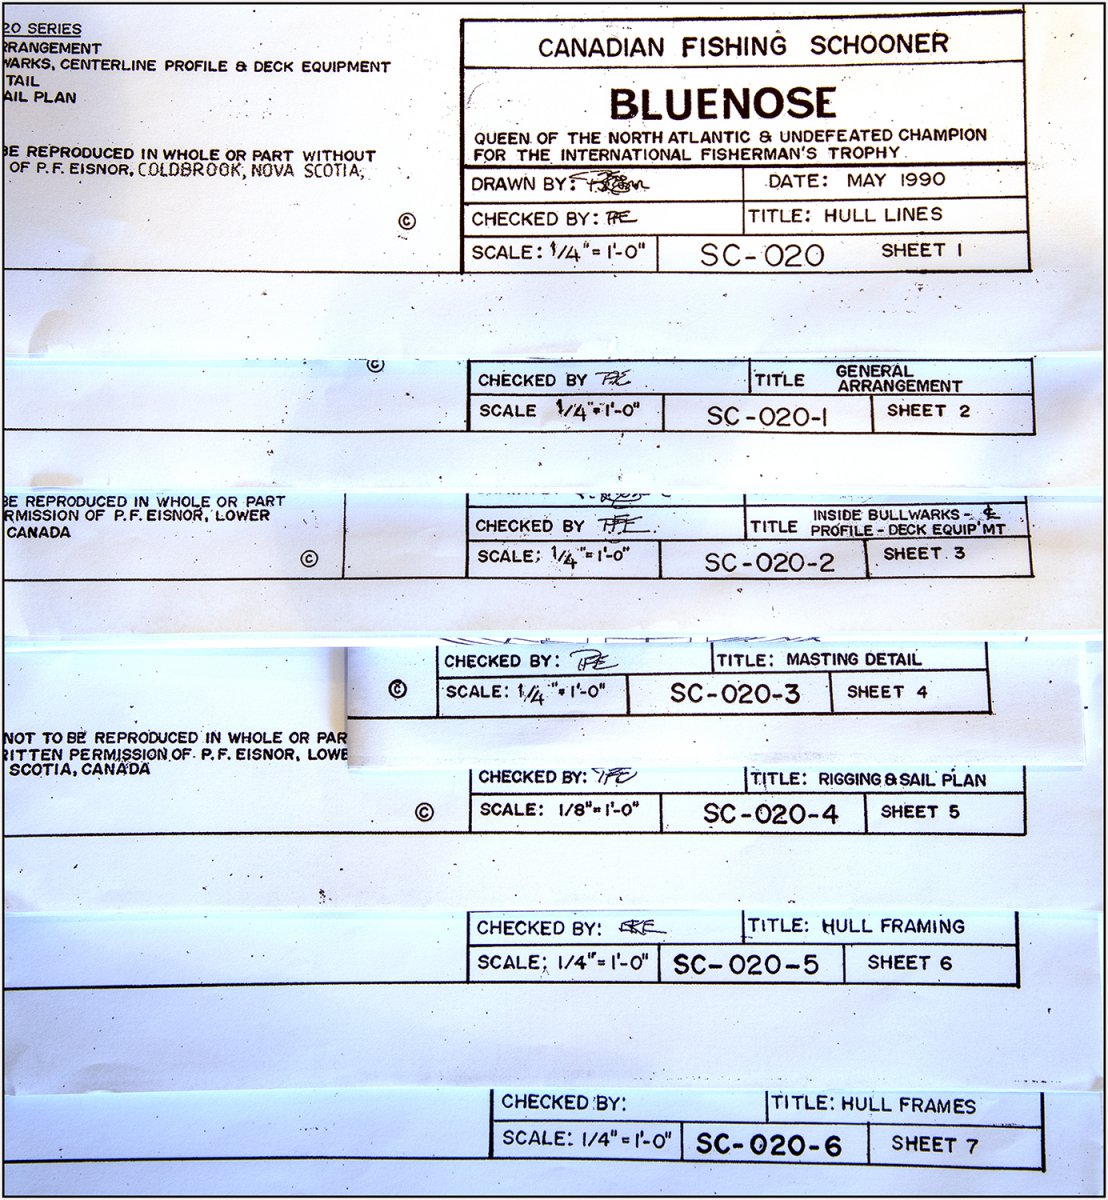 20 SERIES
RRANGEMENT
WARKS, CENTERLINE PROFILE & DECK EQUIPMENT
TAIL
AIL PLAN
BE REPRODUCED IN WHOLE OR PART WITHOUT
OF P.F. EISNOR, COLDBROOK, NOVA SCOTIA,
©
CANADIAN FISHING SCHOONER
BLUENOSE
QUEEN OF THE NORTH ATLANTIC & UNDEFEATED CHAMPION
FOR THE INTERNATIONAL FISHERMAN'S TROPHY
DRAWN BY:
DATE: MAY 1990
CHECKED BY: PFE
TITLE: HULL LINES
SCALE: 1/4"=1'-0"
SC-020
SHEET 1
©
CHECKED BY PFE
TITLE GENERAL
ARRANGEMENT
SCALE 1/4"=1'-0"
SC-020-1
SHEET 2
BE REPRODUCED IN WHOLE OR PART
RMISSION OF P.F. EISNOR, LOWER
CANADA
©
CHECKED BY PFE
TITLE INSIDE BULLWARKS - ℄
PROFILE - DECK EQUIP'MT
SCALE: 1/4"=1'-0"
SC-020-2
SHEET 3
CHECKED BY: PFE
TITLE: MASTING DETAIL
©
SCALE: 1/4"=1'-0"
SC-020-3
SHEET 4
NOT TO BE REPRODUCED IN WHOLE OR PAR
RITTEN PERMISSION OF P.F. EISNOR, LOWE
SCOTIA, CANADA
©
CHECKED BY: PFE
TITLE: RIGGING & SAIL PLAN
SCALE: 1/8"=1'-0"
SC-020-4
SHEET 5
CHECKED BY:
TITLE: HULL FRAMING
SCALE: 1/4"=1'-0"
SC-020-5
SHEET 6
CHECKED BY:
TITLE: HULL FRAMES
SCALE: 1/4"=1'-0"
SC-020-6
SHEET 7